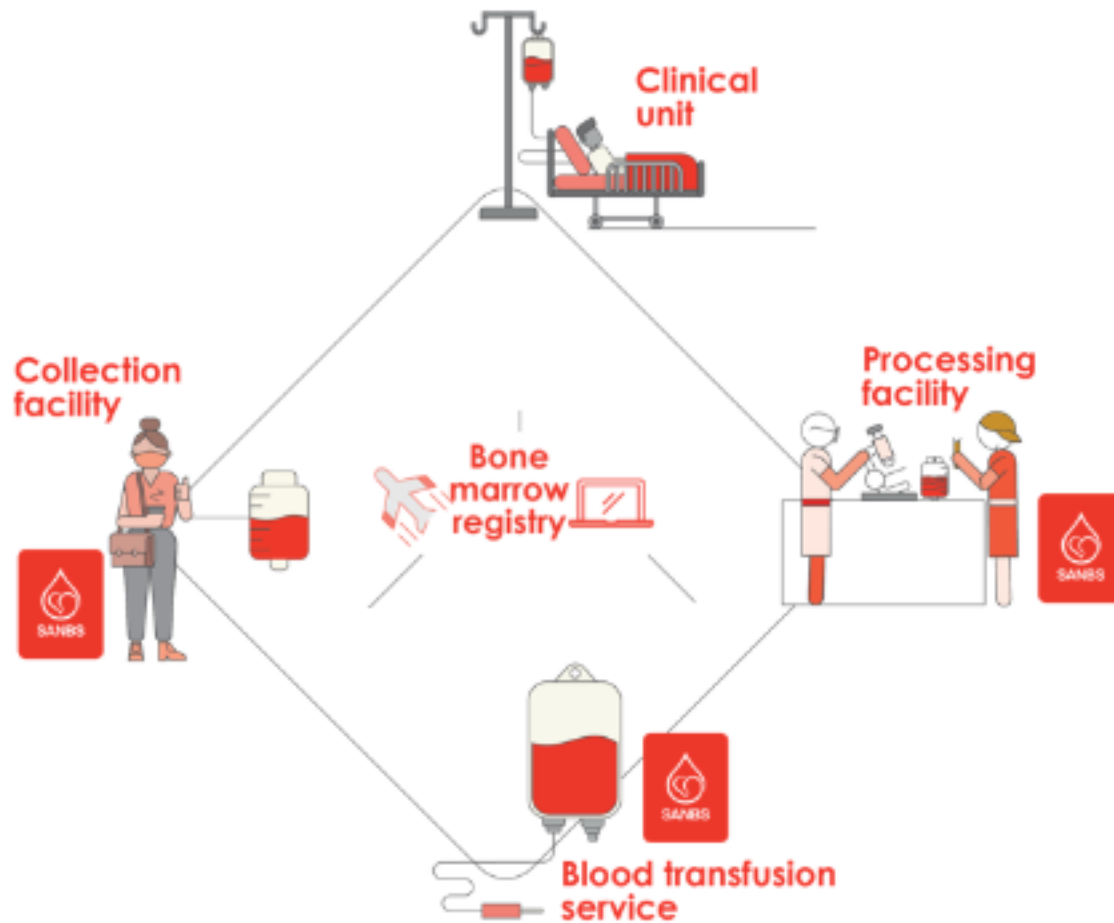 Clinical
unit
Collection
facility
Processing
facility
Bone
marrow
registry
SANBS
SANBS
SANBS
Blood transfusion
service